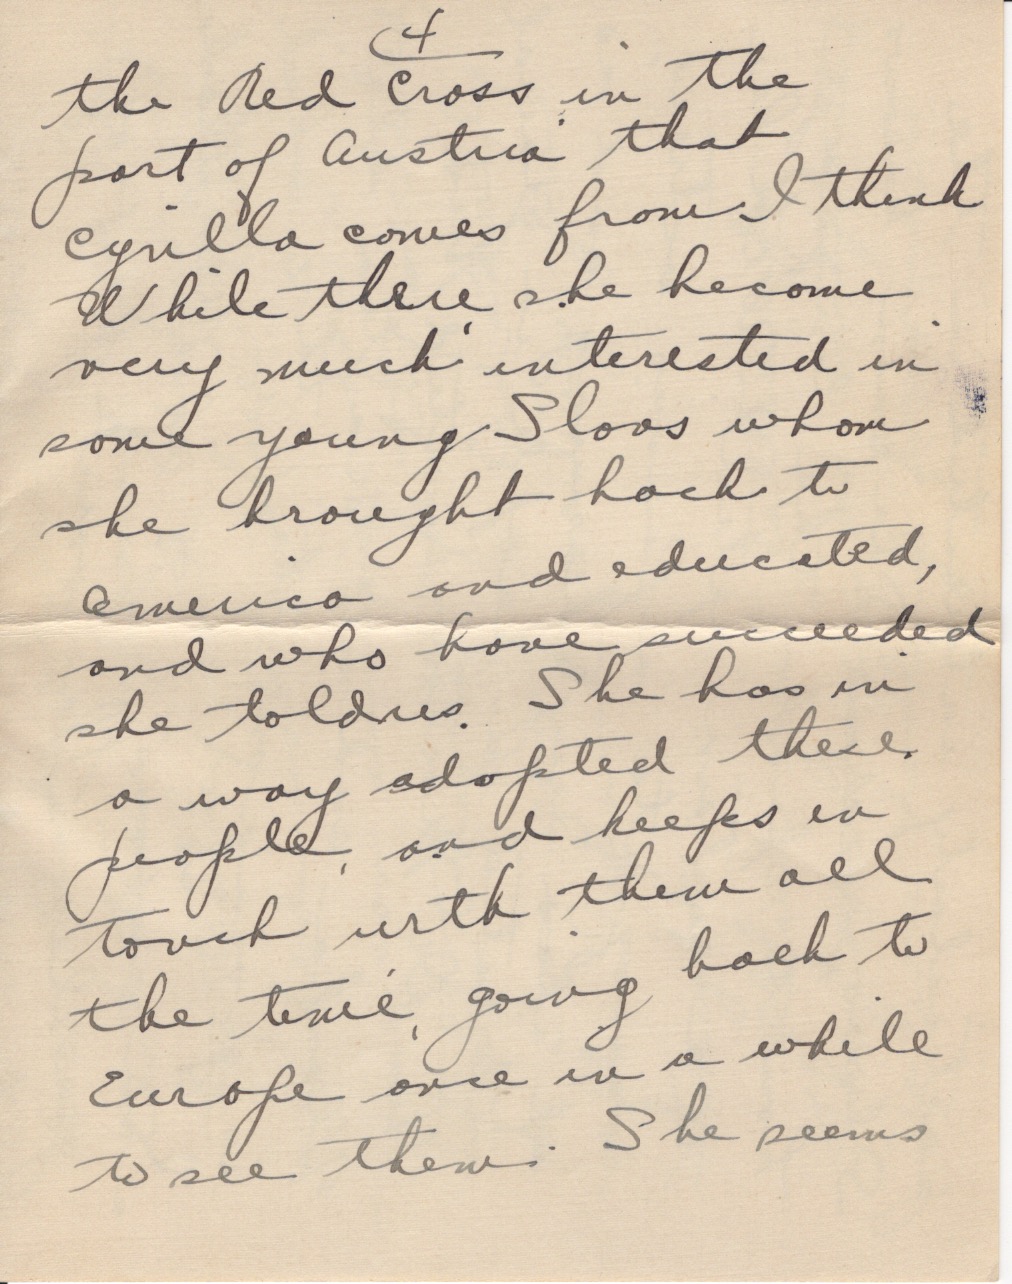 4
the Red Cross in the
part of Austria that
Cyrilla comes from I think
While there she become
very much interested in
some young Slavs whom
she brought back to
America and educated,
and who have succeeded
she told us. She has in
a way adopted these
people, and keeps in
touch with them all
the time, going back to
Europe once in a while
to see them. She seems